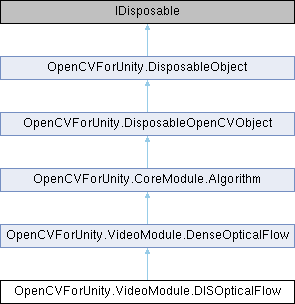 IDisposable
OpenCVForUnity.DisposableObject
OpenCVForUnity.DisposableOpenCVObject
OpenCVForUnity.CoreModule.Algorithm
OpenCVForUnity.VideoModule.DenseOpticalFlow
OpenCVForUnity.VideoModule.DISOpticalFlow